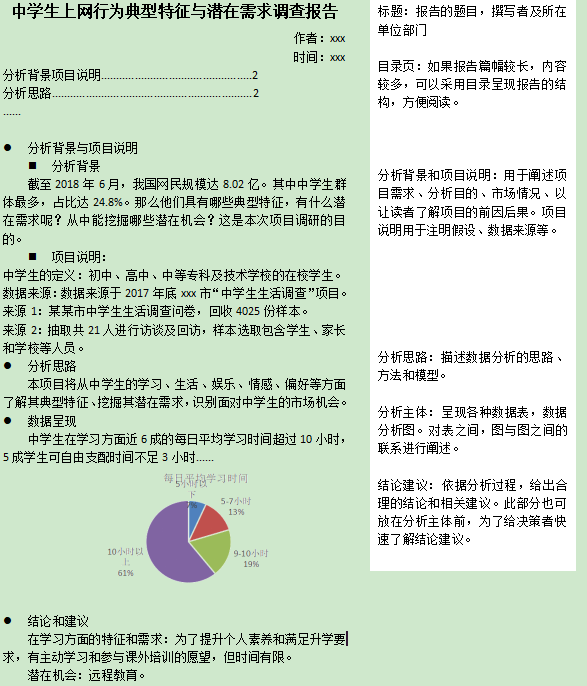 中学生上网行为典型特征与潜在需求调查报告
作者：xxx
时间：xxx
分析背景项目说明……………………………………………2
分析思路……………………………………………………………2
……
● 分析背景与项目说明
■ 分析背景
截至 2018 年 6 月，我国网民规模达 8.02 亿。其中中学生群
体最多，占比达 24.8%。那么他们具有哪些典型特征，有什么潜
在需求呢？从中能挖掘哪些潜在机会？这是本次项目调研的目
的。
■ 项目说明：
中学生的定义：初中、高中、中等专科及技术学校的在校学生。
数据来源：数据来源于 2017 年底 xxx 市“中学生生活调查”项目。
来源 1：某某市中学生生活调查问卷，回收 4025 份样本。
来源 2：抽取共 21 人进行访谈及回访，样本选取包含学生、家长
和学校等人员。
● 分析思路
本项目将从中学生的学习、生活、娱乐、情感、偏好等方面
了解其典型特征、挖掘其潜在需求，识别面对中学生的市场机会。
● 数据呈现
中学生在学习方面近 6 成的每日平均学习时间超过 10 小时，
5 成学生可自由支配时间不足 3 小时……
每日平均学习时间
5小时以
下
7%
5-7小时
13%
9-10小时
19%
10小时以
上
61%
● 结论和建议
在学习方面的特征和需求：为了提升个人素养和满足升学要
求，有主动学习和参与课外培训的愿望，但时间有限。
潜在机会：远程教育。
标题：报告的题目，撰写者及所在
单位部门
目录页：如果报告篇幅较长，内容
较多，可以采用目录呈现报告的结
构，方便阅读。
分析背景和项目说明：用于阐述项
目需求、分析目的、市场情况、以
让读者了解项目的前因后果。项目
说明用于注明假设、数据来源等。
分析思路：描述数据分析的思路、
方法和模型。
分析主体：呈现各种数据表，数据
分析图。对表之间，图与图之间的
联系进行阐述。
结论建议：依据分析过程，给出合
理的结论和相关建议。此部分也可
放在分析主体前，为了给决策者快
速了解结论建议。